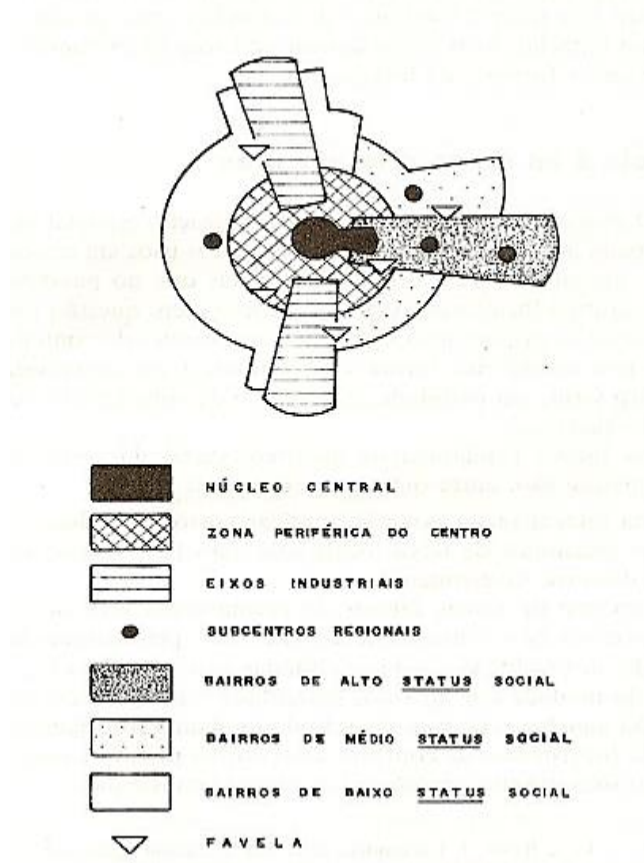 NÚCLEO CENTRAL
ZONA PERIFÉRICA DO CENTRO
EIXOS INDUSTRIAIS
SUBCENTROS REGIONAIS
BAIRROS DE ALTO STATUS SOCIAL
BAIRROS DE MÉDIO STATUS SOCIAL
BAIRROS DE BAIXO STATUS SOCIAL
FAVELA